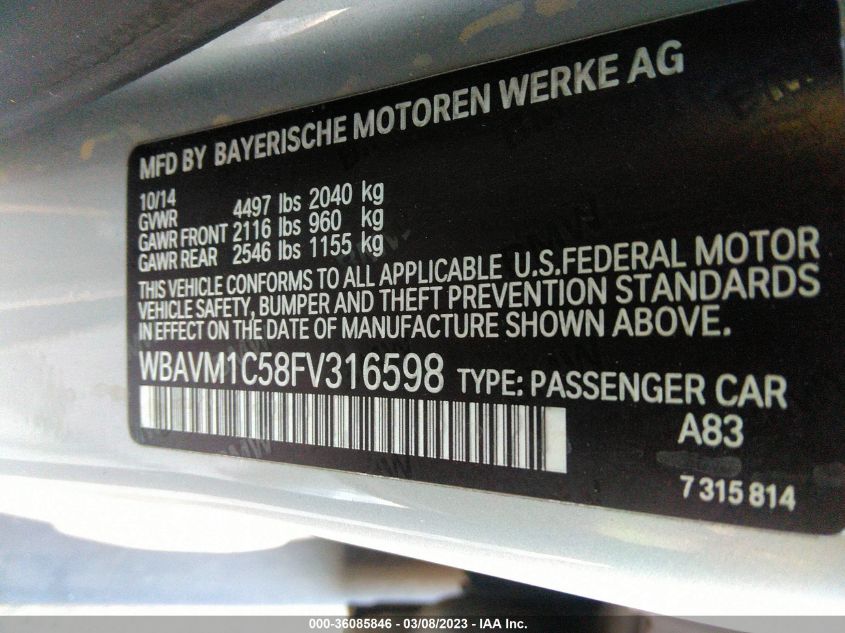 MFD BY BAYERISCHE MOTOREN WERKE AG
10/14
GVWR 4497 lbs 2040 kg
GAWR FRONT 2116 lbs 960 kg
GAWR REAR 2546 lbs 1155 kg
THIS VEHICLE CONFORMS TO ALL APPLICABLE U.S.FEDERAL MOTOR
VEHICLE SAFETY, BUMPER AND THEFT PREVENTION STANDARDS
IN EFFECT ON THE DATE OF MANUFACTURE SHOWN ABOVE.
WBAVM1C58FV316598 TYPE: PASSENGER CAR
A83
7 315 814
000-36085846 - 03/08/2023 - IAA Inc.